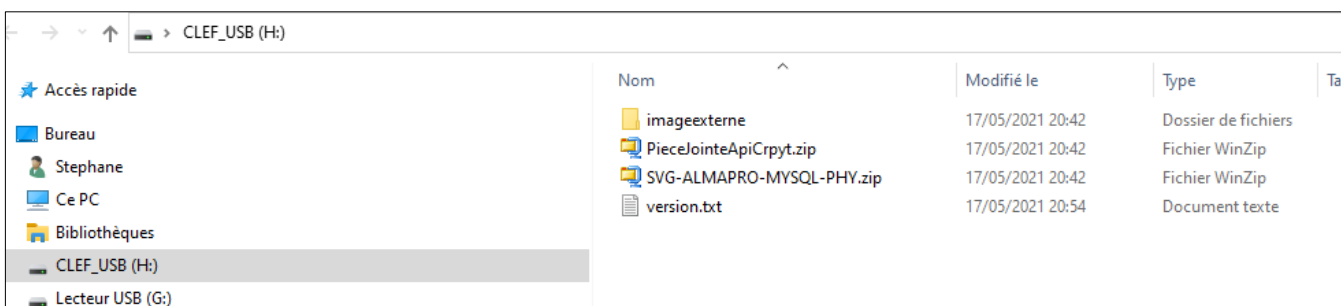 CLEF_USB (H:)
Accès rapide
Bureau
Stephane
Ce PC
Bibliothèques
CLEF_USB (H:)
Lecteur USB (G:)
Nom Modifié le Type Ta
imageexterne 17/05/2021 20:42 Dossier de fichiers
PieceJointeApiCrpyt.zip 17/05/2021 20:42 Fichier WinZip
SVG-ALMAPRO-MYSQL-PHY.zip 17/05/2021 20:42 Fichier WinZip
version.txt 17/05/2021 20:54 Document texte